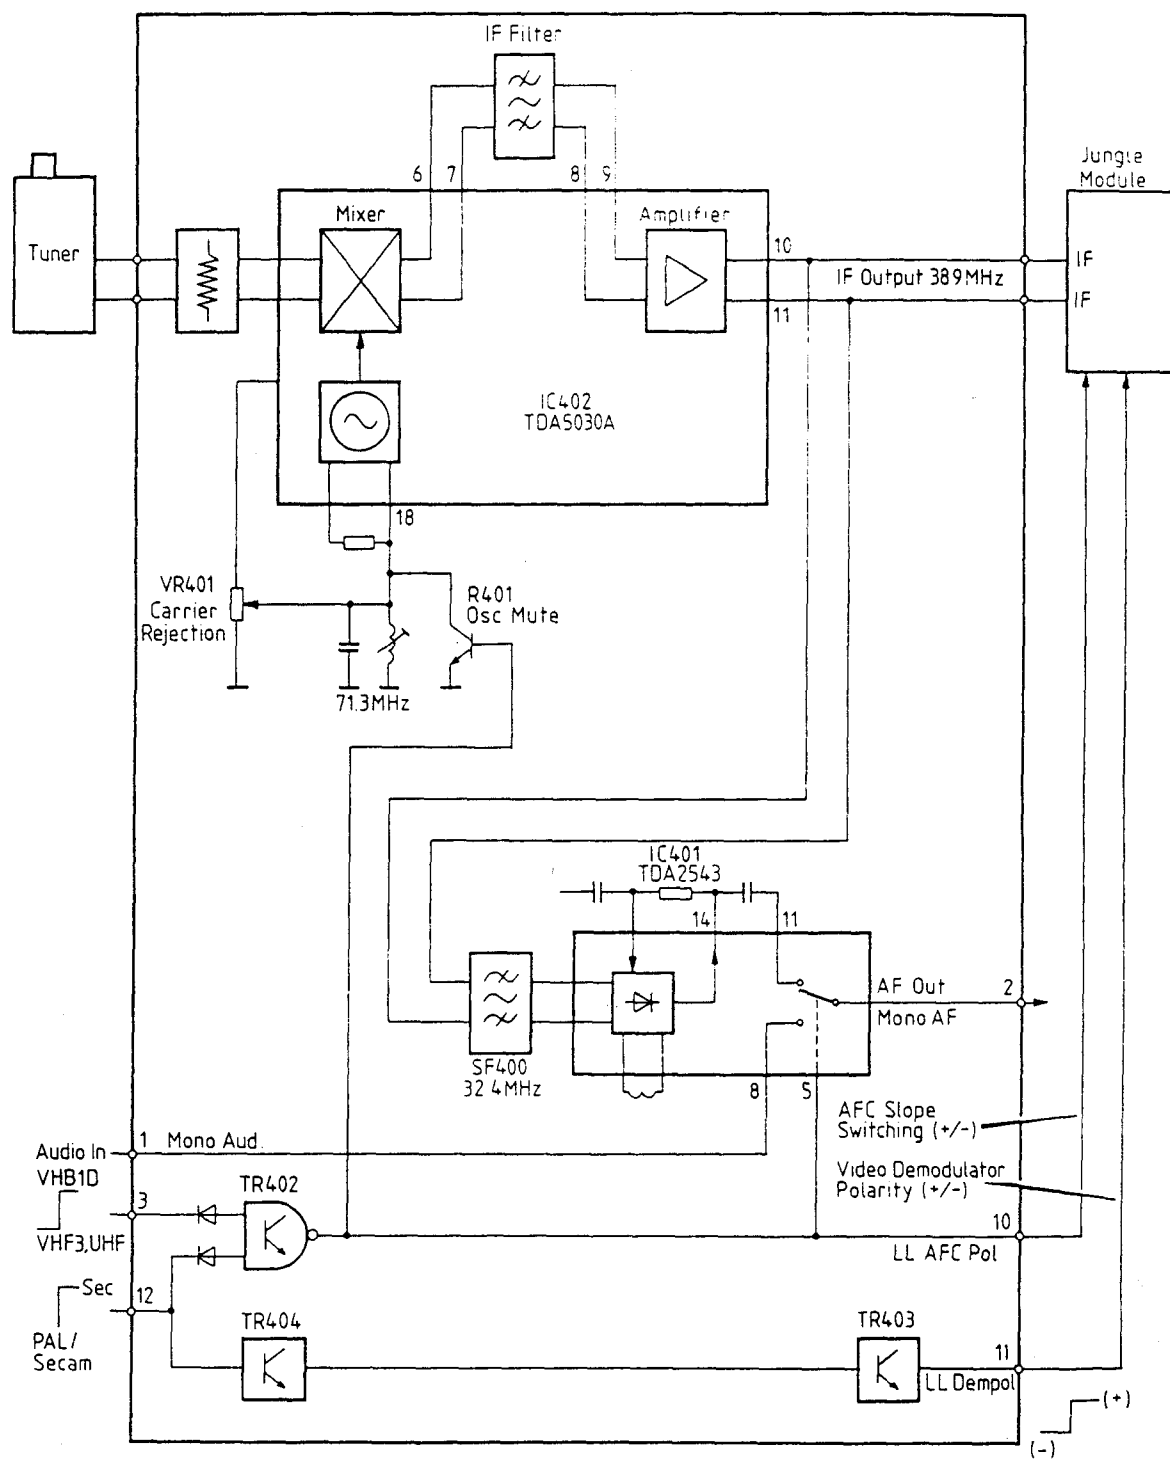 IF Filter
Jungle
Module
6
7
8
9
Mixer
Amplifier
Tuner
10
IF
IF Output 389MHz
IF
11
IC402
TDA5030A
18
VR401
Carrier
Rejection
R401
Osc Mute
71.3MHz
IC401
TDA2543
14
11
AF Out
2
Mono AF
SF400
32.4MHz
8
5
AFC Slope
Switching (+/-)
1
Mono Aud.
Audio In
VHB1D
TR402
Video Demodulator
Polarity (+/-)
3
VHF3,UHF
10
LL AFC Pol
Sec
12
PAL/
Secam
TR404
TR403
11
LL Dempol
(+)
(-)